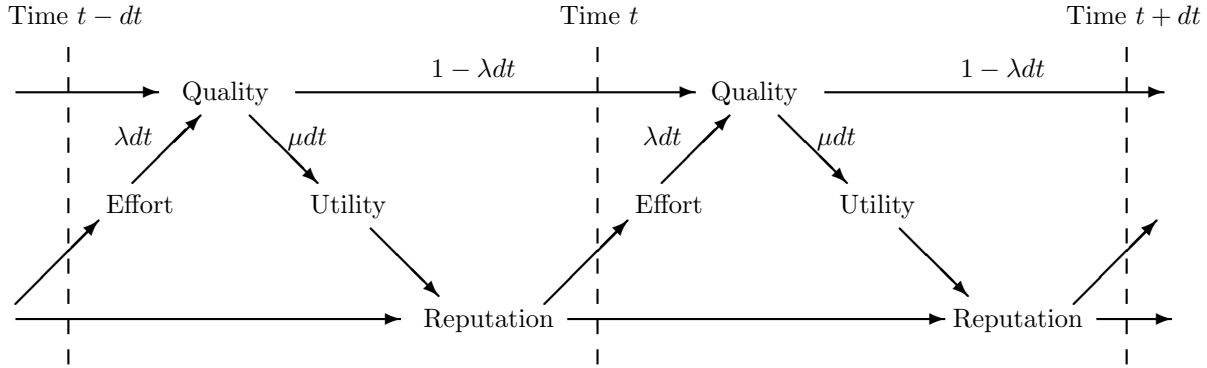 Time t − dt Time t Time t + dt
1 − λdt 1 − λdt
Quality Quality
λdt μdt λdt μdt
Effort Utility Effort Utility
Reputation Reputation